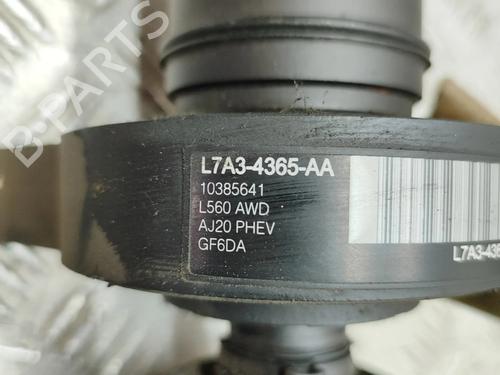 B-PARTS
L7A3-4365-AA
10385641
L560 AWD
AJ20 PHEV
GF6DA
L7A3-436